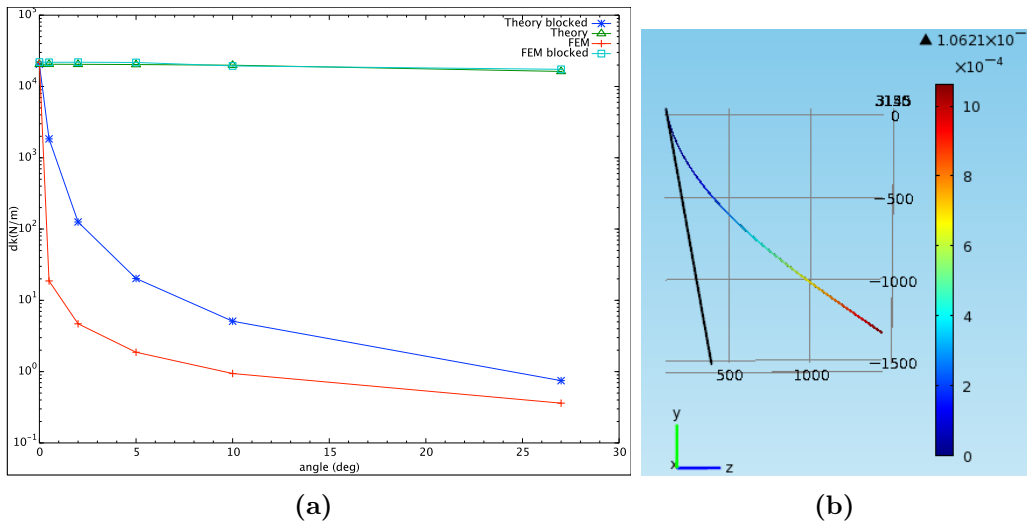 10^5
10^4
10^3
10^2
10^1
10^0
10^-1
dk(N/m)
0
5
10
15
20
25
30
angle (deg)
Theory blocked
Theory
FEM
FEM blocked
(a)
▲ 1.0621×10^-
×10^-4
10
8
6
4
2
0
0
−500
−1000
−1500
500
1000
y
x
z
(b)